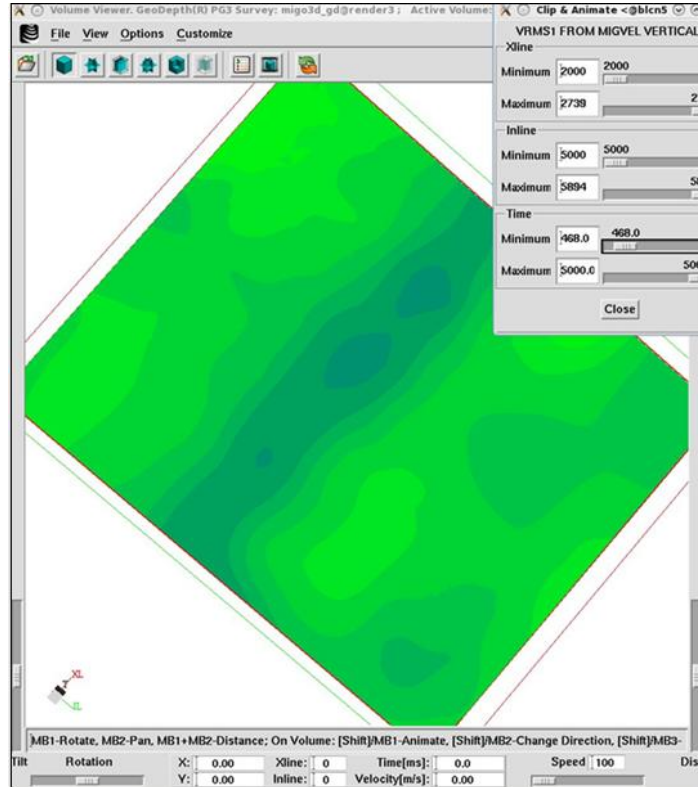 Volume Viewer. GeoDepth(R) PG3 Survey: migo3d_gd@render3 ; Active Volume:
File View Options Customize
Clip & Animate <@blcn5
VRMS1 FROM MIGVEL VERTICAL
Xline
Minimum 2000 2000
Maximum 2739
Inline
Minimum 5000 5000
Maximum 5894
Time
Minimum 468.0 468.0
Maximum 5000.0
Close
XL
IL
MB1-Rotate, MB2-Pan, MB1+MB2-Distance; On Volume: [Shift]/MB1-Animate, [Shift]/MB2-Change Direction, [Shift]/MB3-
Tilt Rotation X: 0.00 Xline: 0 Time[ms]: 0.0 Speed 100 Dis
Y: 0.00 Inline: 0 Velocity[m/s]: 0.00